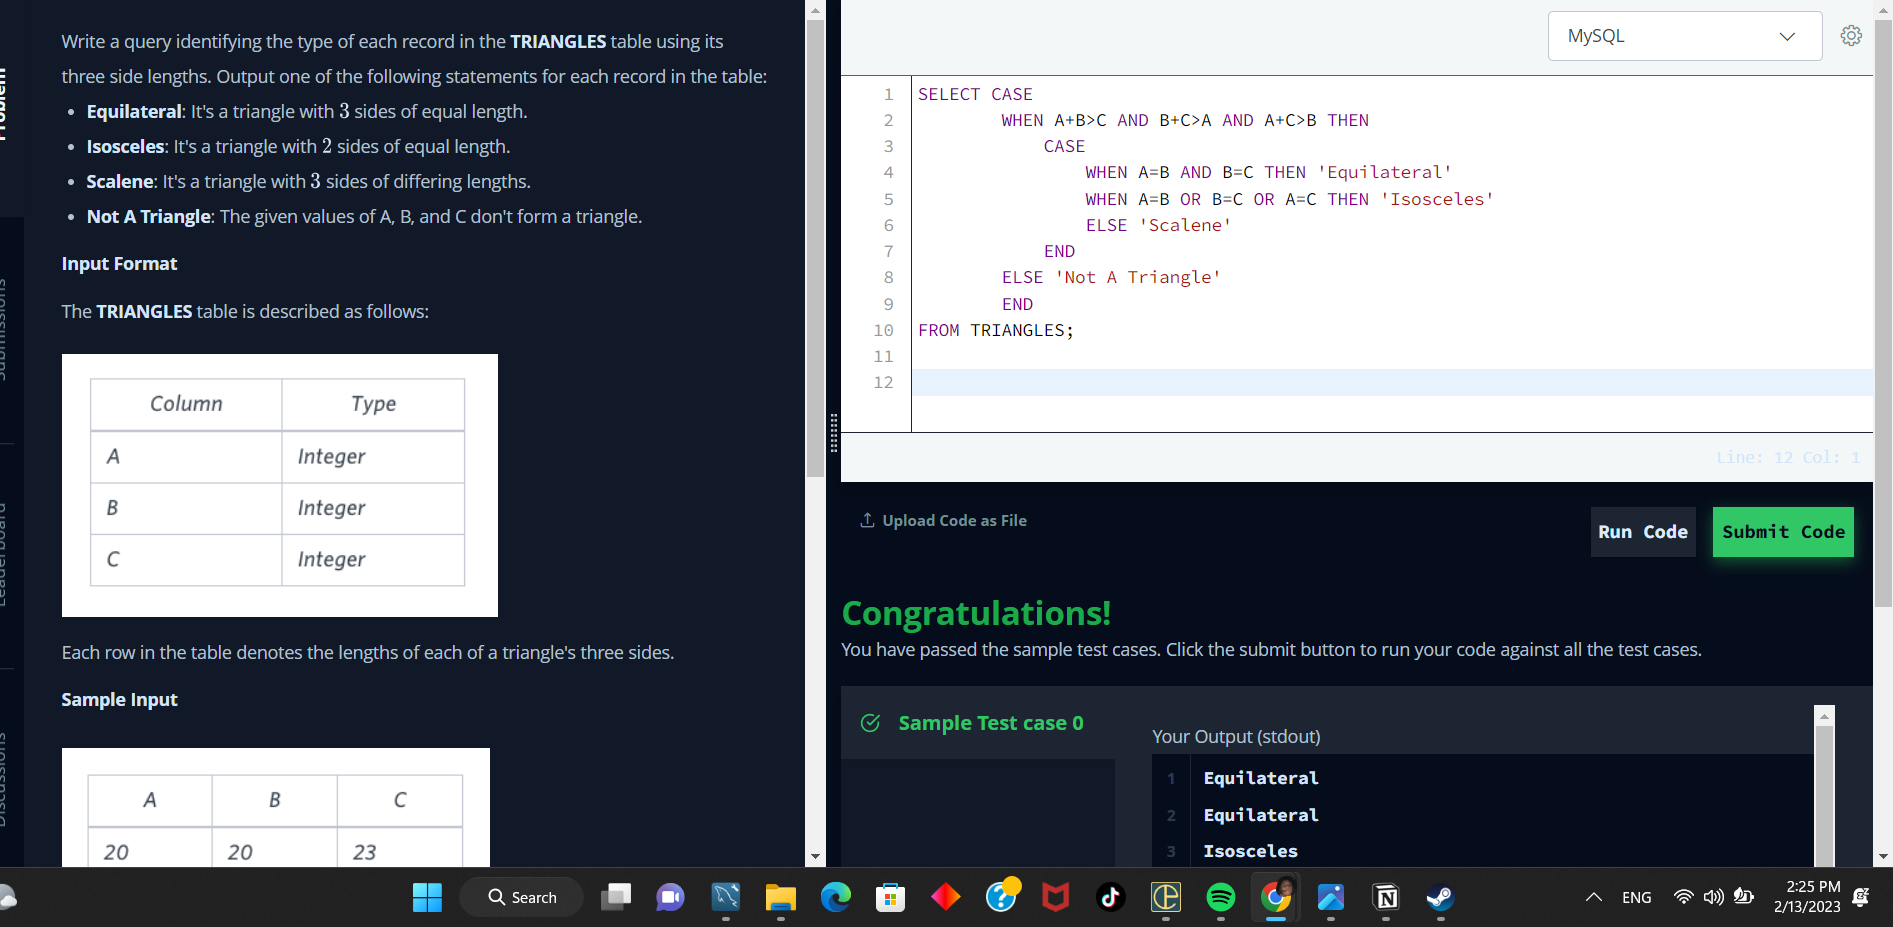 Write a query identifying the type of each record in the TRIANGLES table using its
three side lengths. Output one of the following statements for each record in the table:
• Equilateral: It's a triangle with 3 sides of equal length.
• Isosceles: It's a triangle with 2 sides of equal length.
• Scalene: It's a triangle with 3 sides of differing lengths.
• Not A Triangle: The given values of A, B, and C don't form a triangle.
Input Format
The TRIANGLES table is described as follows:
Column Type
A Integer
B Integer
C Integer
Each row in the table denotes the lengths of each of a triangle's three sides.
Sample Input
A B C
20 20 23
MySQL
1 SELECT CASE
2 WHEN A+B>C AND B+C>A AND A+C>B THEN
3 CASE
4 WHEN A=B AND B=C THEN 'Equilateral'
5 WHEN A=B OR B=C OR A=C THEN 'Isosceles'
6 ELSE 'Scalene'
7 END
8 ELSE 'Not A Triangle'
9 END
10 FROM TRIANGLES;
11
12
Line: 12 Col: 1
Upload Code as File
Run Code
Submit Code
Congratulations!
You have passed the sample test cases. Click the submit button to run your code against all the test cases.
Sample Test case 0
Your Output (stdout)
1 Equilateral
2 Equilateral
3 Isosceles
Search
ENG
2:25 PM
2/13/2023